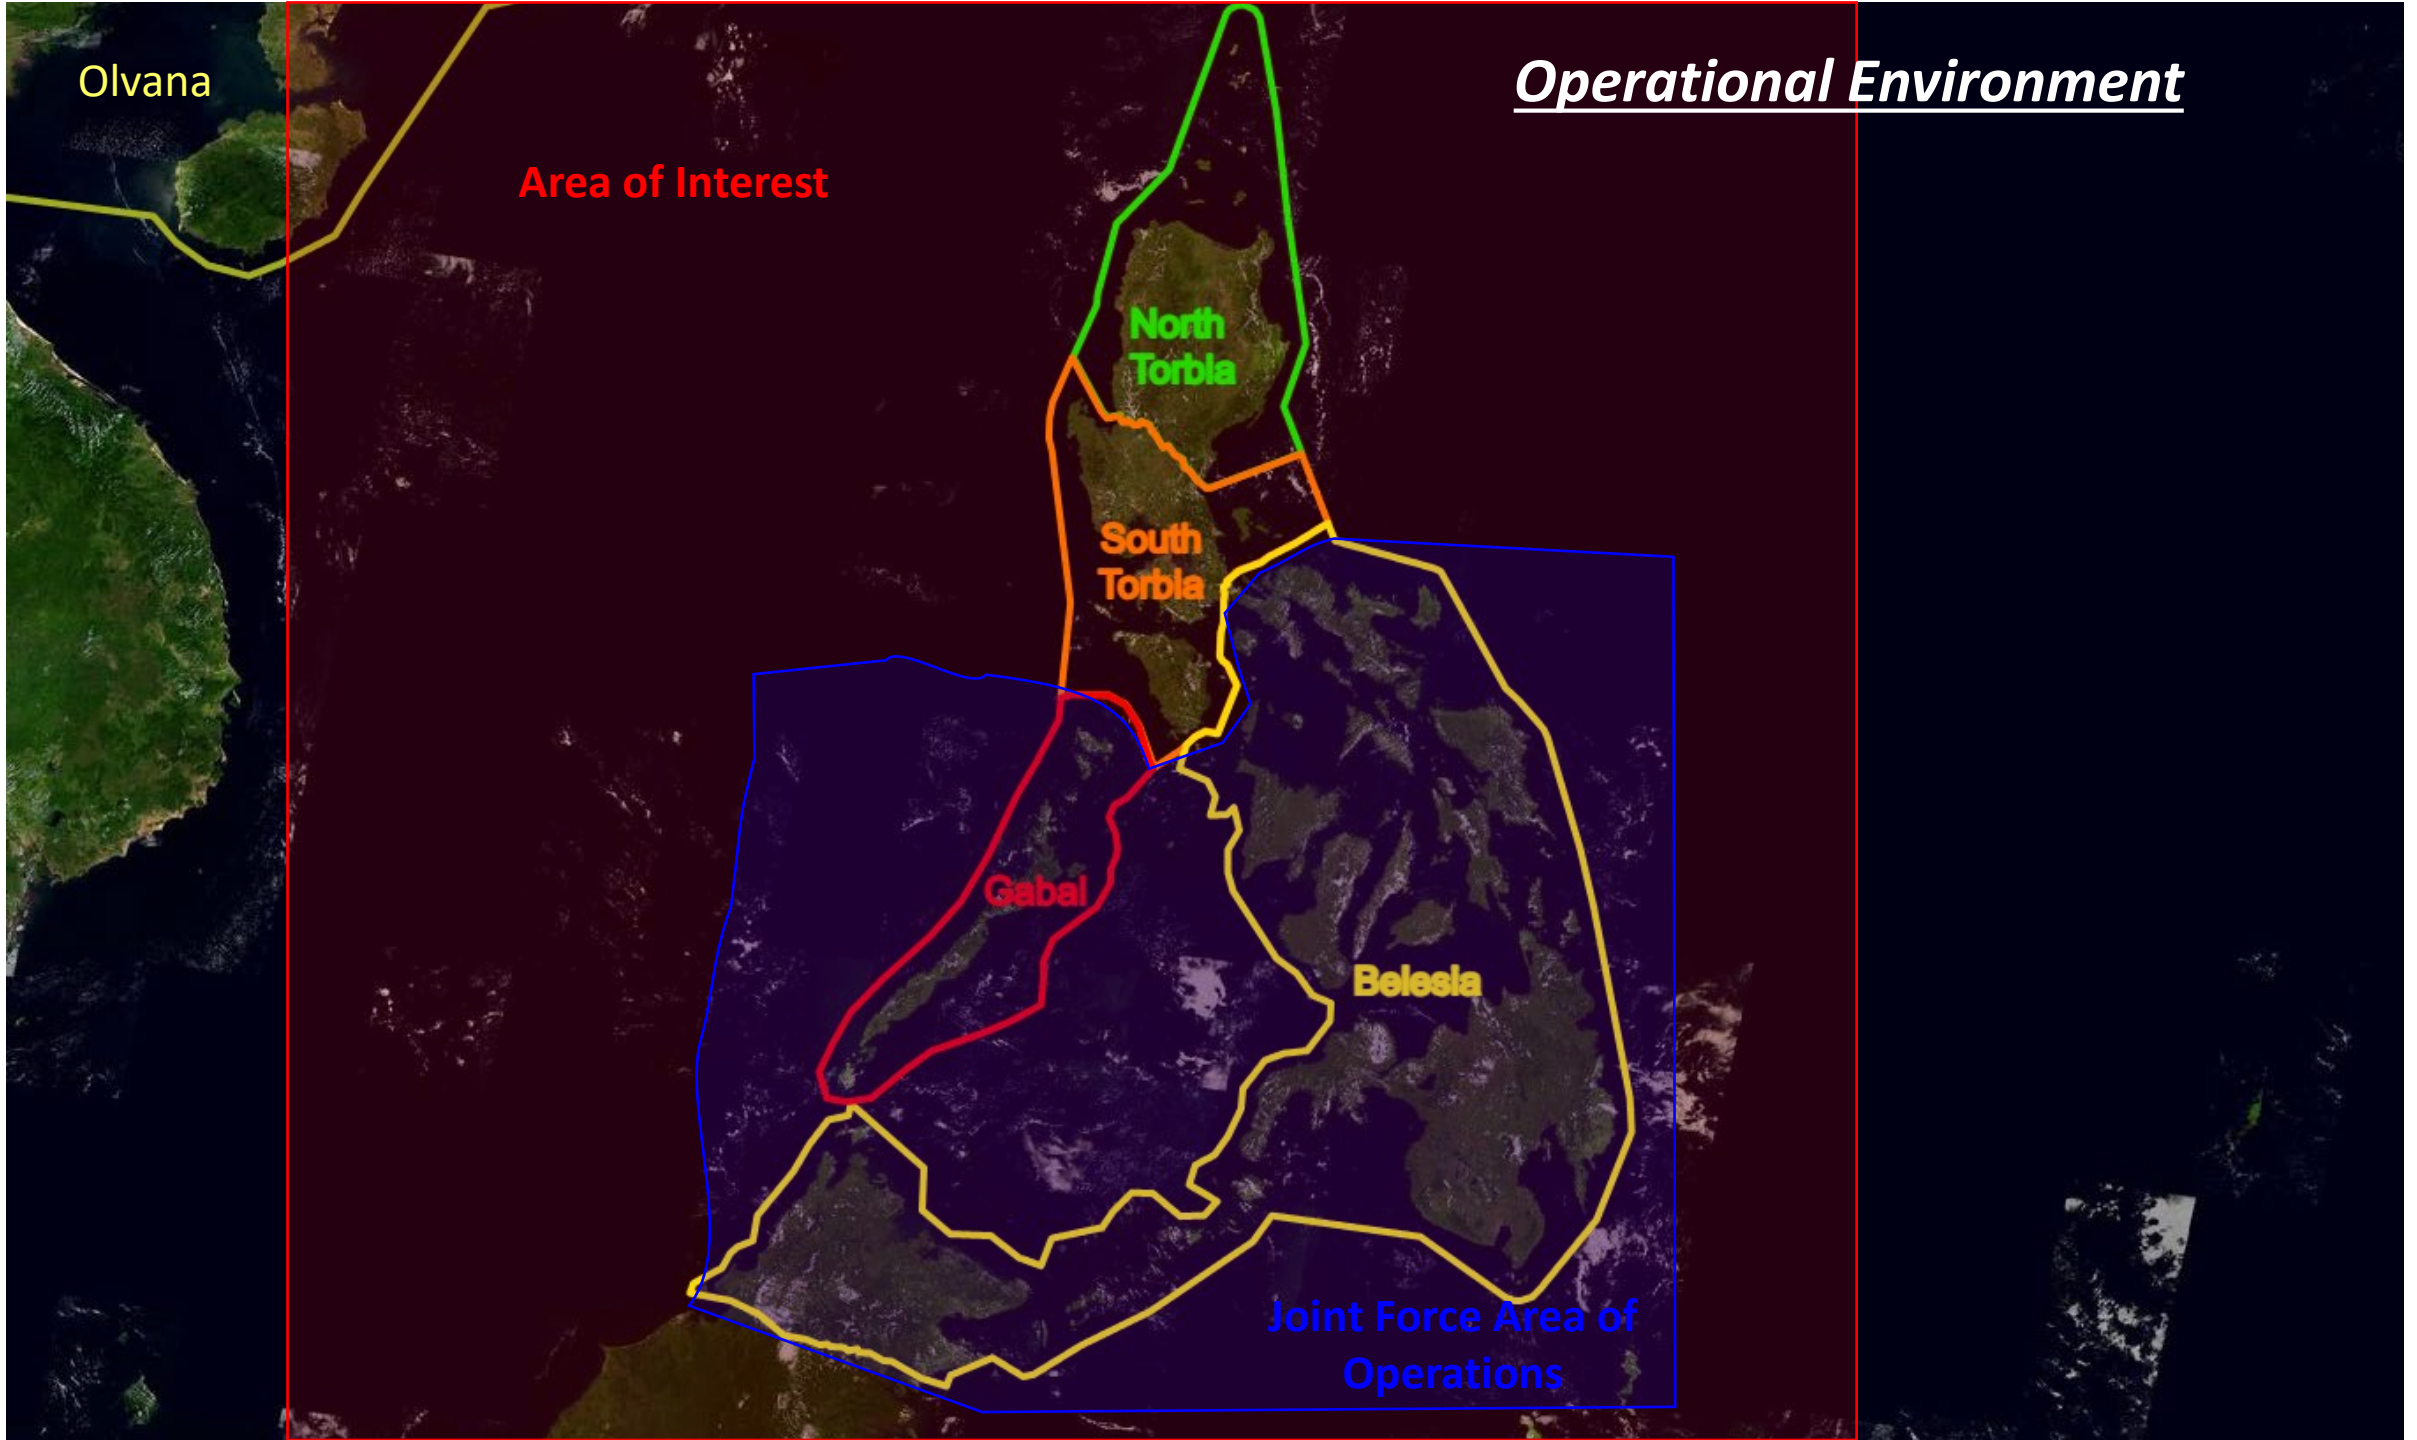 Olvana
Operational Environment
Area of Interest
North
Torbia
South
Torbia
Gabal
Belesia
Joint Force Area of
Operations